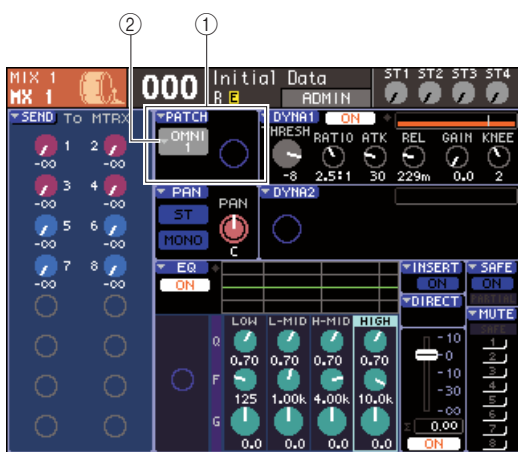 ② ①
MIX 1
MX 1
000
Initial Data
R E ADMIN
ST1 ST2 ST3 ST4
SEND To MTRX
1 2
-∞ -∞
3 4
-∞ -∞
5 6
-∞ -∞
7 8
-∞ -∞
PATCH
OMNI
1
DYNA1 ON
THRESH RATIO ATK REL GAIN KNEE
-8 2.5:1 30 229m 0.0 2
PAN
ST
MONO
PAN
C
DYNA2
EQ
ON
LOW L-MID H-MID HIGH
Q
0.70 0.70 0.70 0.70
F
125 1.00k 4.00k 10.0k
G
0.0 0.0 0.0 0.0
INSERT
ON
DIRECT
10
0
-10
-30
-∞
Σ 0.00
ON
SAFE
ON
PARTIAL
MUTE
SAFE
1
2
3
4
5
6
7
8